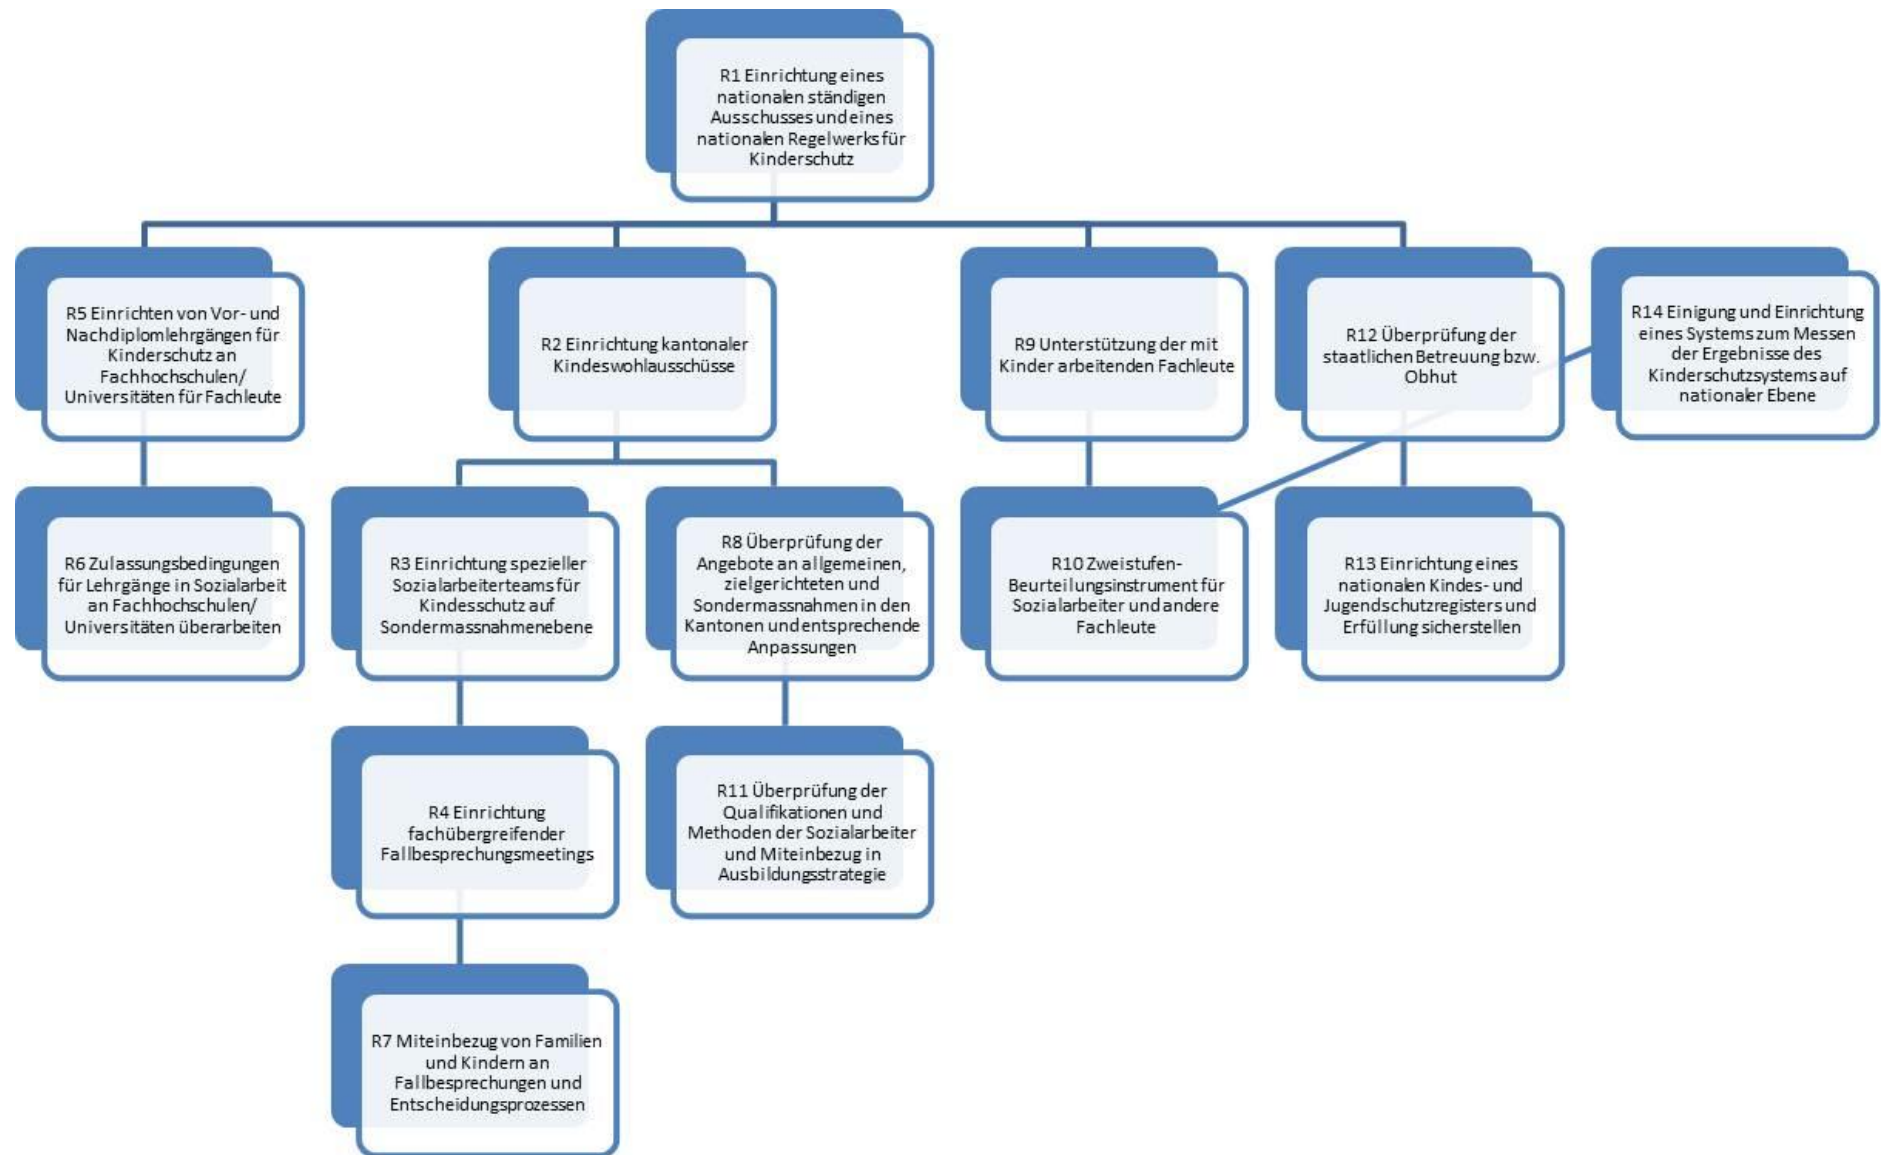 R1 Einrichtung eines
nationalen ständigen
Ausschusses und eines
nationalen Regelwerks für
Kinderschutz
R5 Einrichten von Vor- und
Nachdiplomlehrgängen für
Kinderschutz an
Fachhochschulen/
Universitäten für Fachleute
R2 Einrichtung kantonaler
Kindeswohlausschüsse
R9 Unterstützung der mit
Kinder arbeitenden Fachleute
R12 Überprüfung der
staatlichen Betreuung bzw.
Obhut
R14 Einigung und Einrichtung
eines Systems zum Messen
der Ergebnisse des
Kinderschutzsystems auf
nationaler Ebene
R6 Zulassungsbedingungen
für Lehrgänge in Sozialarbeit
an Fachhochschulen/
Universitäten überarbeiten
R3 Einrichtung spezieller
Sozialarbeiterteams für
Kindesschutz auf
Sondermassnahmenebene
R8 Überprüfung der
Angebote an allgemeinen,
zielgerichteten und
Sondermassnahmen in den
Kantonen und entsprechende
Anpassungen
R10 Zweistufen-
Beurteilungsinstrument für
Sozialarbeiter und andere
Fachleute
R13 Einrichtung eines
nationalen Kindes- und
Jugendschutzregisters und
Erfüllung sicherstellen
R4 Einrichtung
fachübergreifender
Fallbesprechungsmeetings
R11 Überprüfung der
Qualifikationen und
Methoden der Sozialarbeiter
und Miteinbezug in
Ausbildungsstrategie
R7 Miteinbezug von Familien
und Kindern an
Fallbesprechungen und
Entscheidungsprozessen